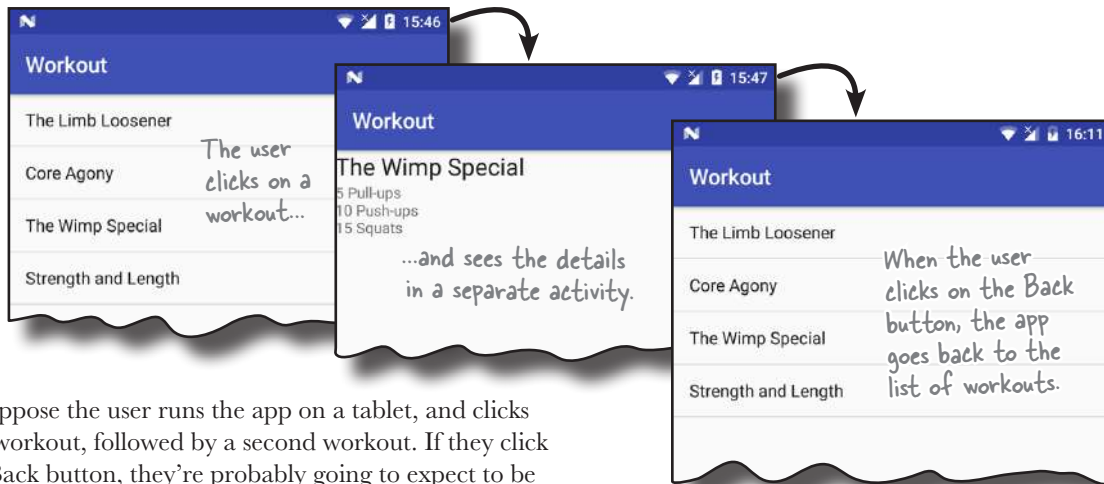 15:46
Workout
The Limb Loosener
Core Agony
The Wimp Special
Strength and Length
The user
clicks on a
workout...
15:47
Workout
The Wimp Special
5 Pull-ups
10 Push-ups
15 Squats
...and sees the details
in a separate activity.
16:11
Workout
The Limb Loosener
Core Agony
The Wimp Special
Strength and Length
When the user
clicks on the Back
button, the app
goes back to the
list of workouts.
ppose the user runs the app on a tablet, and clicks
workout, followed by a second workout. If they click
Back button, they're probably going to expect to be